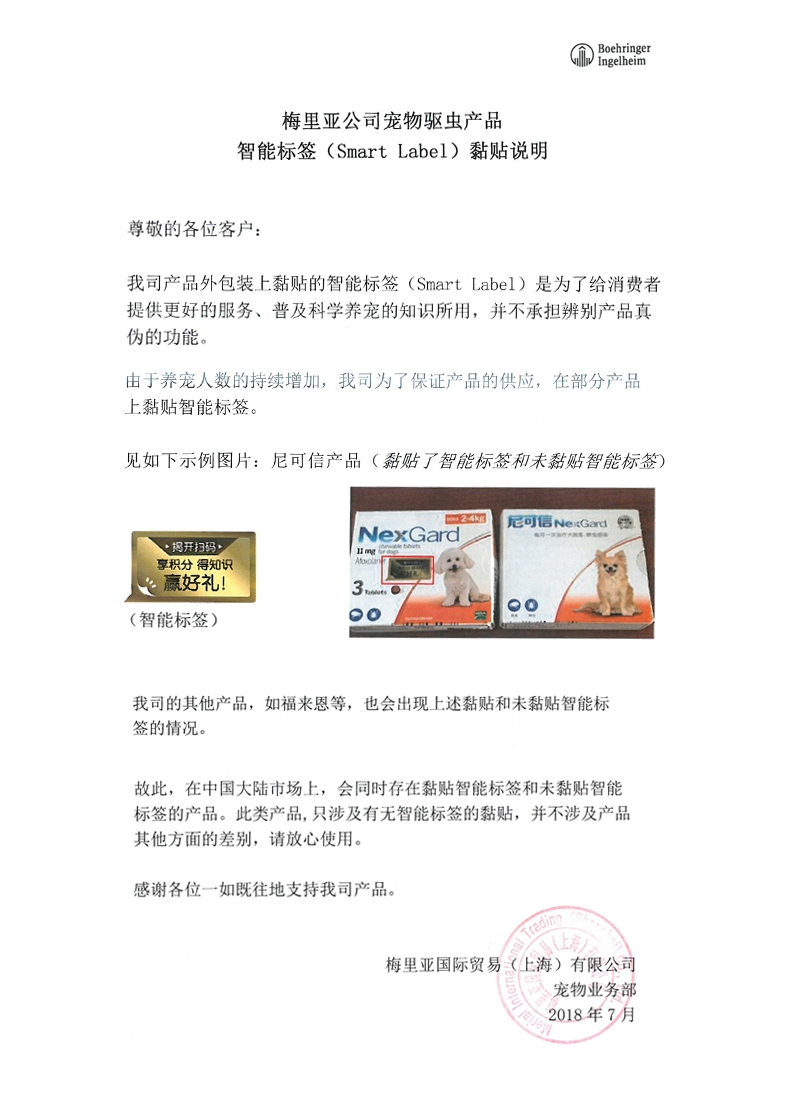 Boehringer
Ingelheim
梅里亚公司宠物驱虫产品
智能标签（Smart Label）黏贴说明
尊敬的各位客户：
我司产品外包装上黏贴的智能标签（Smart Label）是为了给消费者
提供更好的服务、普及科学养宠的知识所用，并不承担辨别产品真
伪的功能。
由于养宠人数的持续增加，我司为了保证产品的供应，在部分产品
上黏贴智能标签。
见如下示例图片：尼可信产品（黏贴了智能标签和未黏贴智能标签）
揭开扫码
享积分 得知识
赢好礼！
（智能标签）
NexGard
2-4kg
chewable tablets
11 mg for dogs
Afoxolaner
3 Tablets
尼可信 NexGard
我司的其他产品，如福来恩等，也会出现上述黏贴和未黏贴智能标
签的情况。
故此，在中国大陆市场上，会同时存在黏贴智能标签和未黏贴智能
标签的产品。此类产品,只涉及有无智能标签的黏贴，并不涉及产品
其他方面的差别，请放心使用。
感谢各位一如既往地支持我司产品。
Merial International Trading (Shanghai)
梅里亚国际贸易（上海）有限公司
宠物业务部
2018 年 7 月